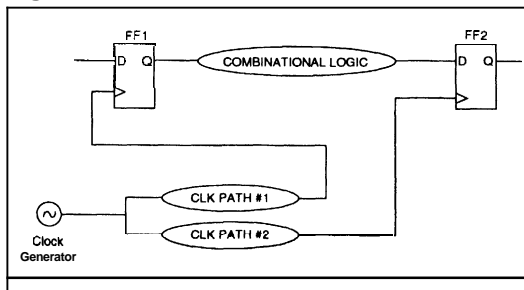 FF1
FF2
D Q
COMBINATIONAL LOGIC
D Q
CLK PATH #1
CLK PATH #2
Clock
Generator